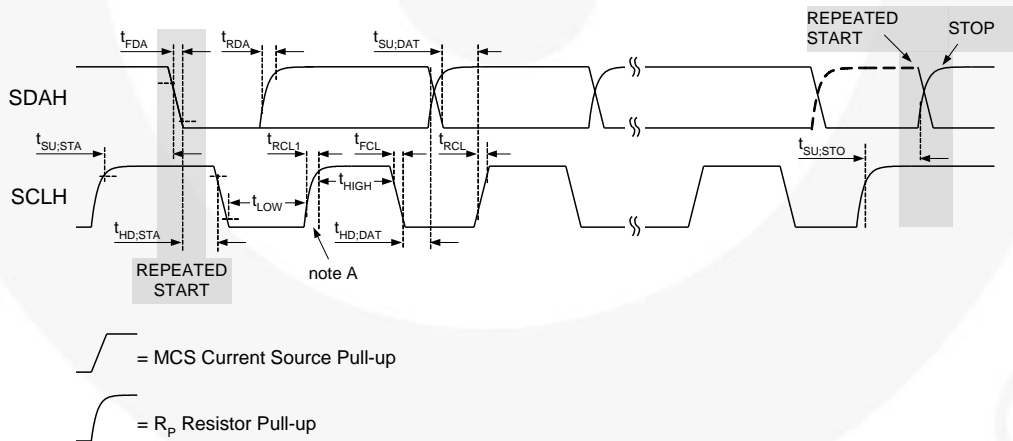 REPEATED
START
STOP
tFDA
tRDA
tSU;DAT
SDAH
tSU;STA
tRCL1
tFCL
tRCL
tSU;STO
tHIGH
SCLH
tLOW
tHD;STA
tHD;DAT
REPEATED
START
note A
= MCS Current Source Pull-up
= RP Resistor Pull-up